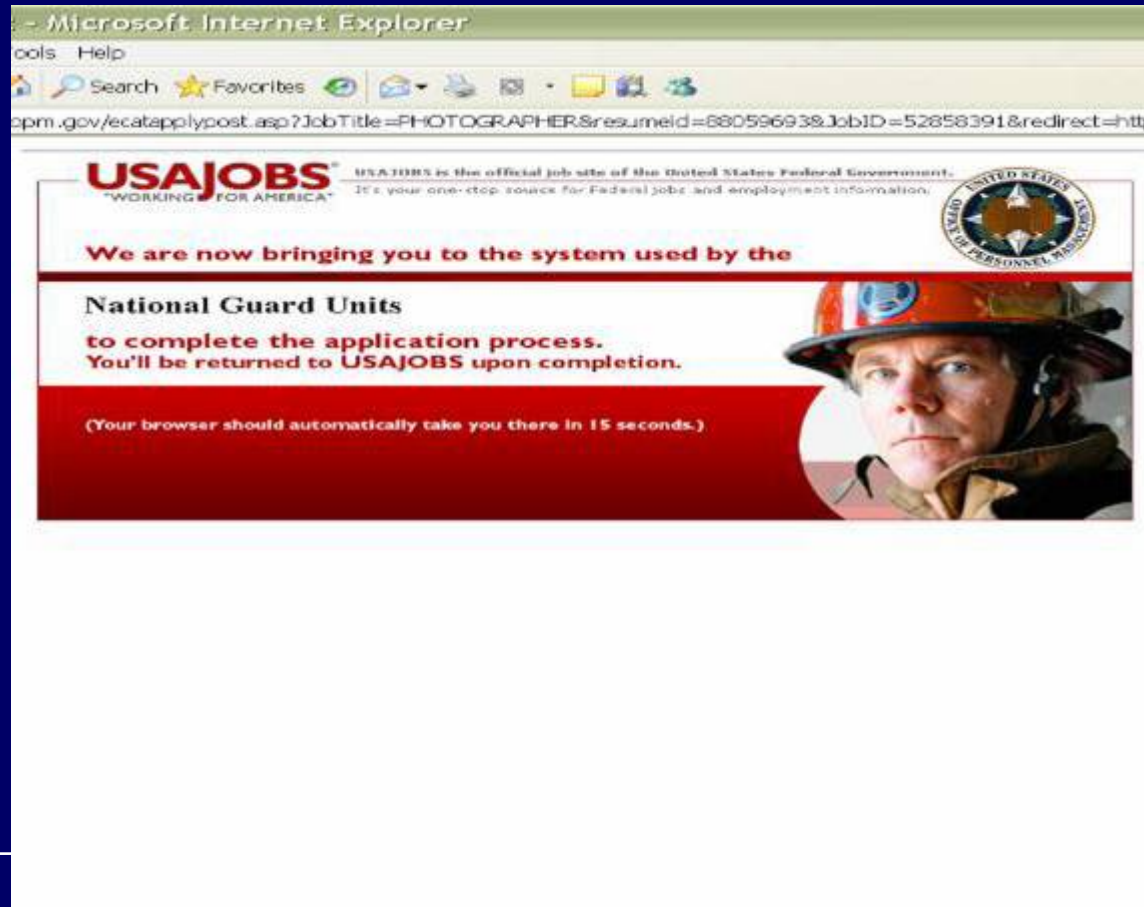 - Microsoft Internet Explorer
ools Help
Search Favorites
opm.gov/ecatapplypost.asp?JobTitle=PHOTOGRAPHER&resumeid=88059693&JobID=52858391&redirect=htt
USAJOBS®
"WORKING FOR AMERICA"
USAJOBS is the official job site of the United States Federal Government.
It's your one-stop source for Federal jobs and employment information.
UNITED STATES
OFFICE OF PERSONNEL MANAGEMENT
We are now bringing you to the system used by the
National Guard Units
to complete the application process.
You'll be returned to USAJOBS upon completion.
(Your browser should automatically take you there in 15 seconds.)